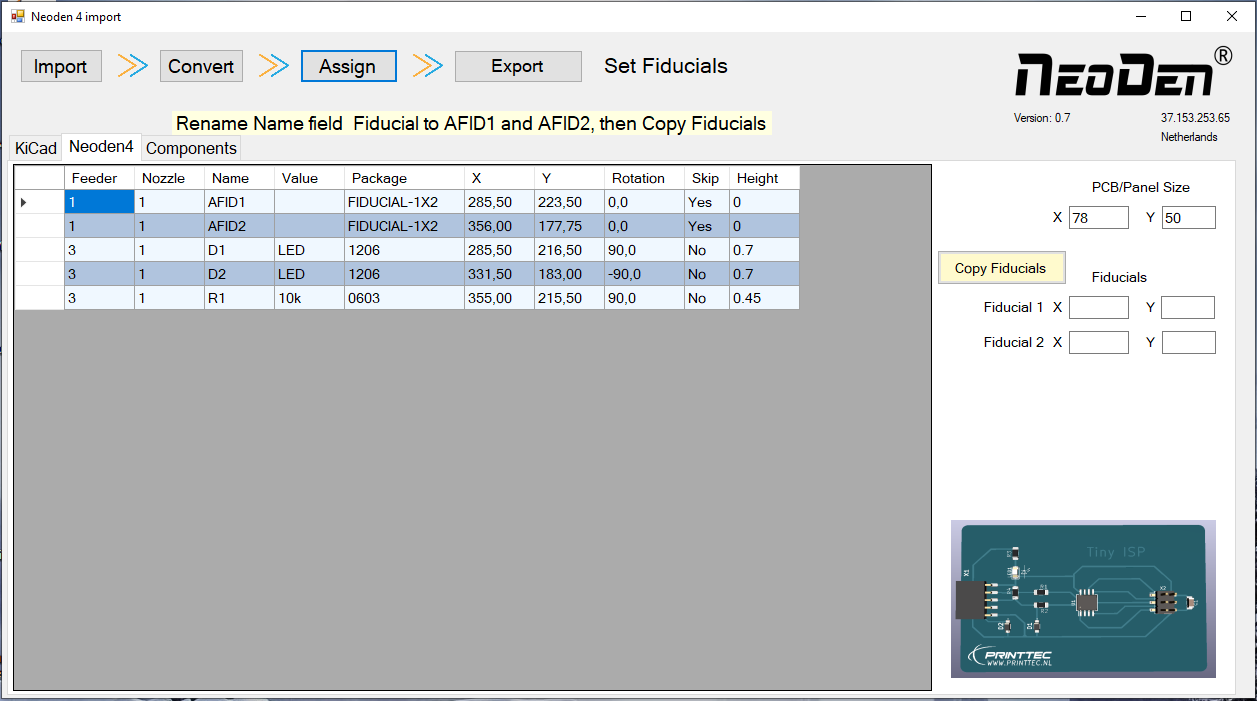 Neoden 4 import
Import Convert Assign Export Set Fiducials
NEODEN®
Version: 0.7 37.153.253.65
Netherlands
Rename Name field  Fiducial to AFID1 and AFID2, then Copy Fiducials
KiCad Neoden4 Components
Feeder Nozzle Name Value Package X Y Rotation Skip Height
1 1 AFID1 FIDUCIAL-1X2 285,50 223,50 0,0 Yes 0
1 1 AFID2 FIDUCIAL-1X2 356,00 177,75 0,0 Yes 0
3 1 D1 LED 1206 285,50 216,50 90,0 No 0.7
3 1 D2 LED 1206 331,50 183,00 -90,0 No 0.7
3 1 R1 10k 0603 355,00 215,50 90,0 No 0.45
PCB/Panel Size
X 78 Y 50
Copy Fiducials
Fiducials
Fiducial 1 X Y
Fiducial 2 X Y
Tiny ISP
X1
R1
X2
R2
D2 D1
PRINTTEC
WWW.PRINTTEC.NL